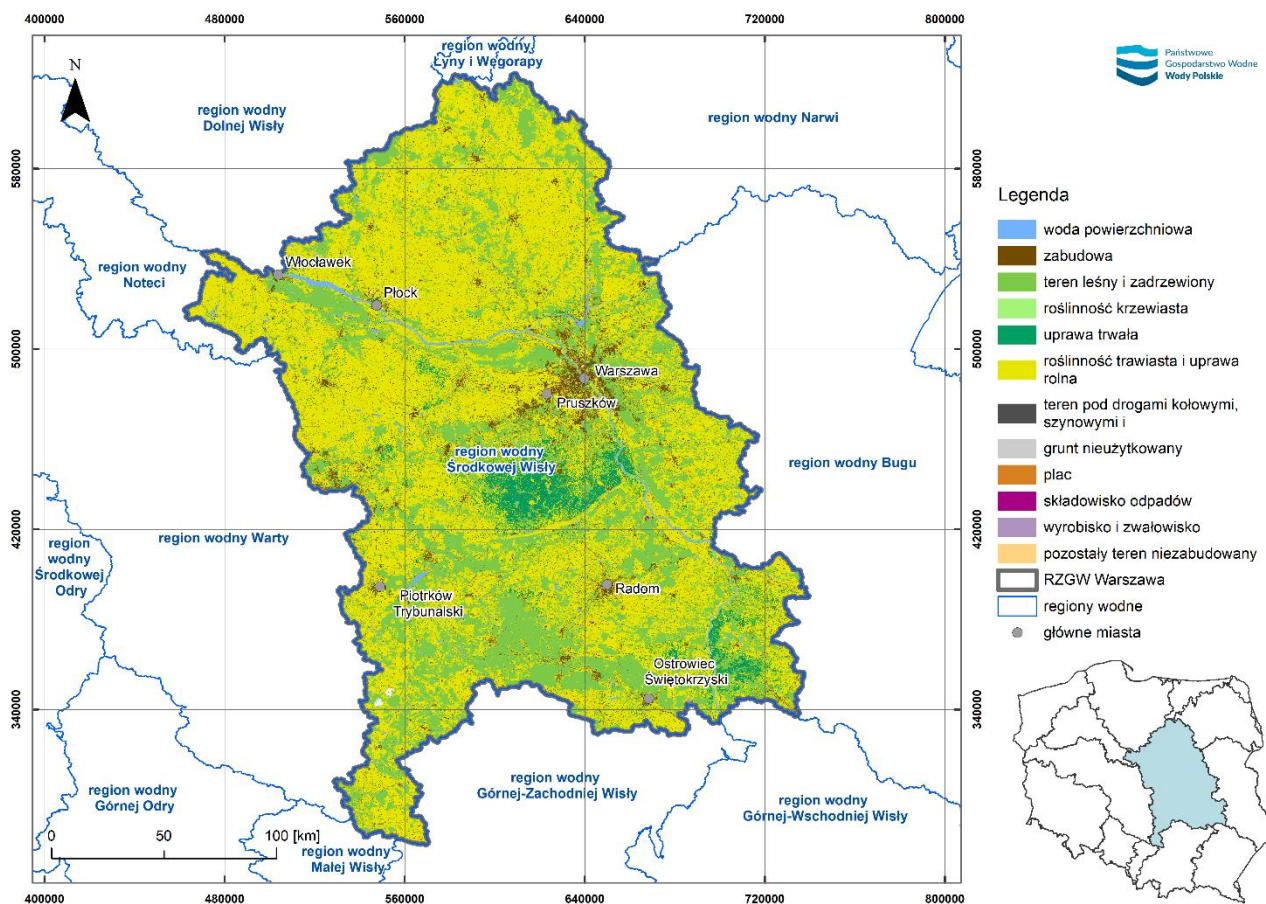 400000 480000 560000 640000 720000 800000
region wodny
Łyny i Węgorapy
N
region wodny
Dolnej Wisły
region wodny Narwi
580000
580000
region wodny
Noteci
Włocławek
Płock
500000
500000
Warszawa
Pruszków
region wodny
Środkowej Wisły
region wodny Bugu
420000
420000
region wodny Warty
region
wodny
Środkowej
Odry
Piotrków
Trybunalski
Radom
Ostrowiec
Świętokrzyski
340000
340000
region wodny
Górnej Odry
region wodny
Górnej-Zachodniej Wisły
region wodny
Górnej-Wschodniej Wisły
region wodny
Małej Wisły
0 50 100 [km]
400000 480000 560000 640000 720000 800000
Państwowe
Gospodarstwo Wodne
Wody Polskie
Legenda
woda powierzchniowa
zabudowa
teren leśny i zadrzewiony
roślinność krzewiasta
uprawa trwała
roślinność trawiasta i uprawa
rolna
teren pod drogami kołowymi,
szynowymi i
grunt nieużytkowany
plac
składowisko odpadów
wyrobisko i zwałowisko
pozostały teren niezabudowany
RZGW Warszawa
regiony wodne
główne miasta